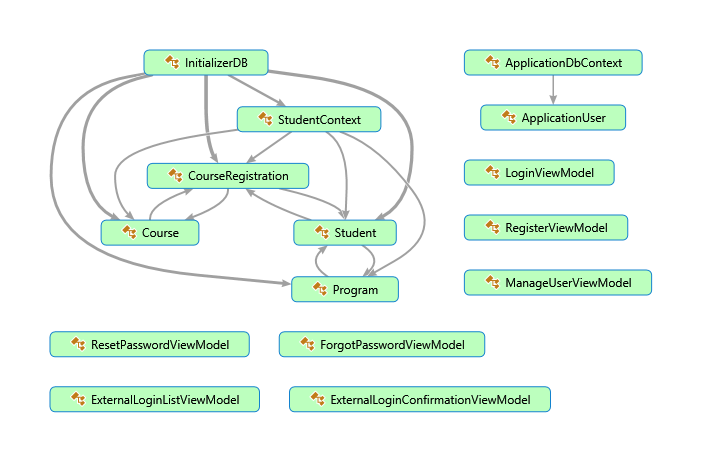 InitializerDB
ApplicationDbContext
StudentContext
ApplicationUser
CourseRegistration
LoginViewModel
Course
Student
RegisterViewModel
Program
ManageUserViewModel
ResetPasswordViewModel
ForgotPasswordViewModel
ExternalLoginListViewModel
ExternalLoginConfirmationViewModel